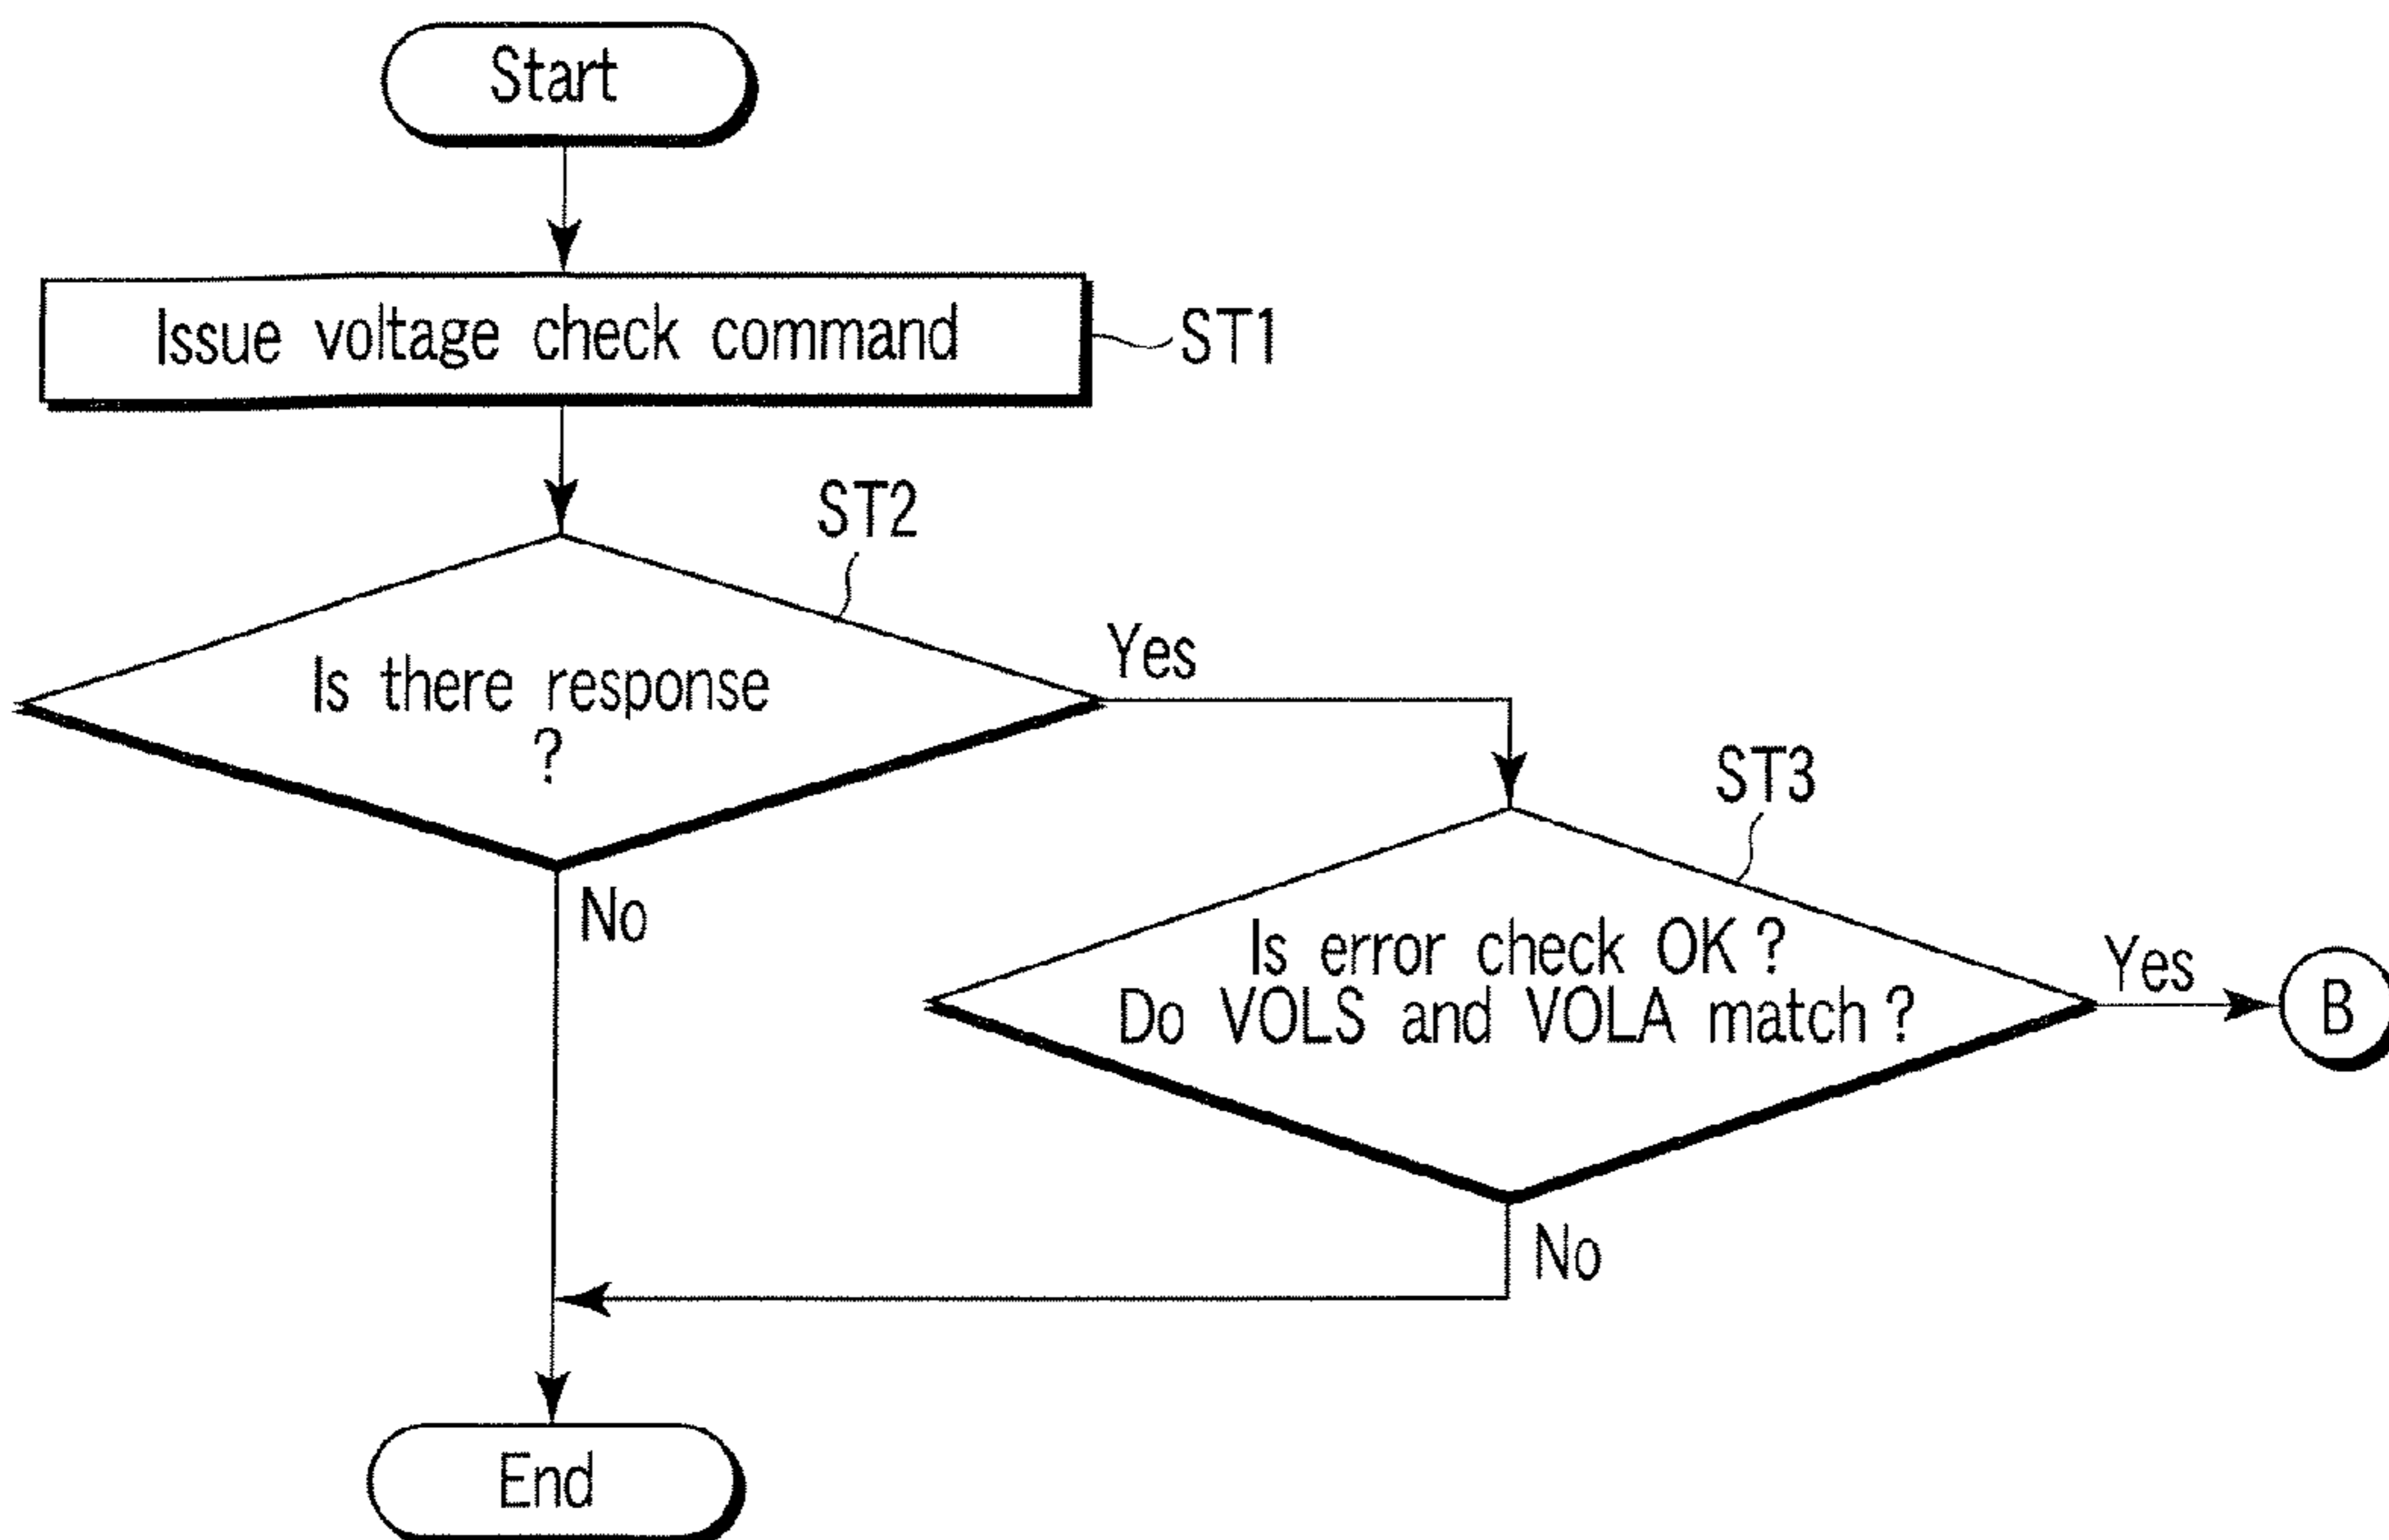 Start
Issue voltage check command
ST1
ST2
Is there response
?
Yes
No
ST3
Is error check OK ?
Do VOLS and VOLA match ?
Yes
B
No
End